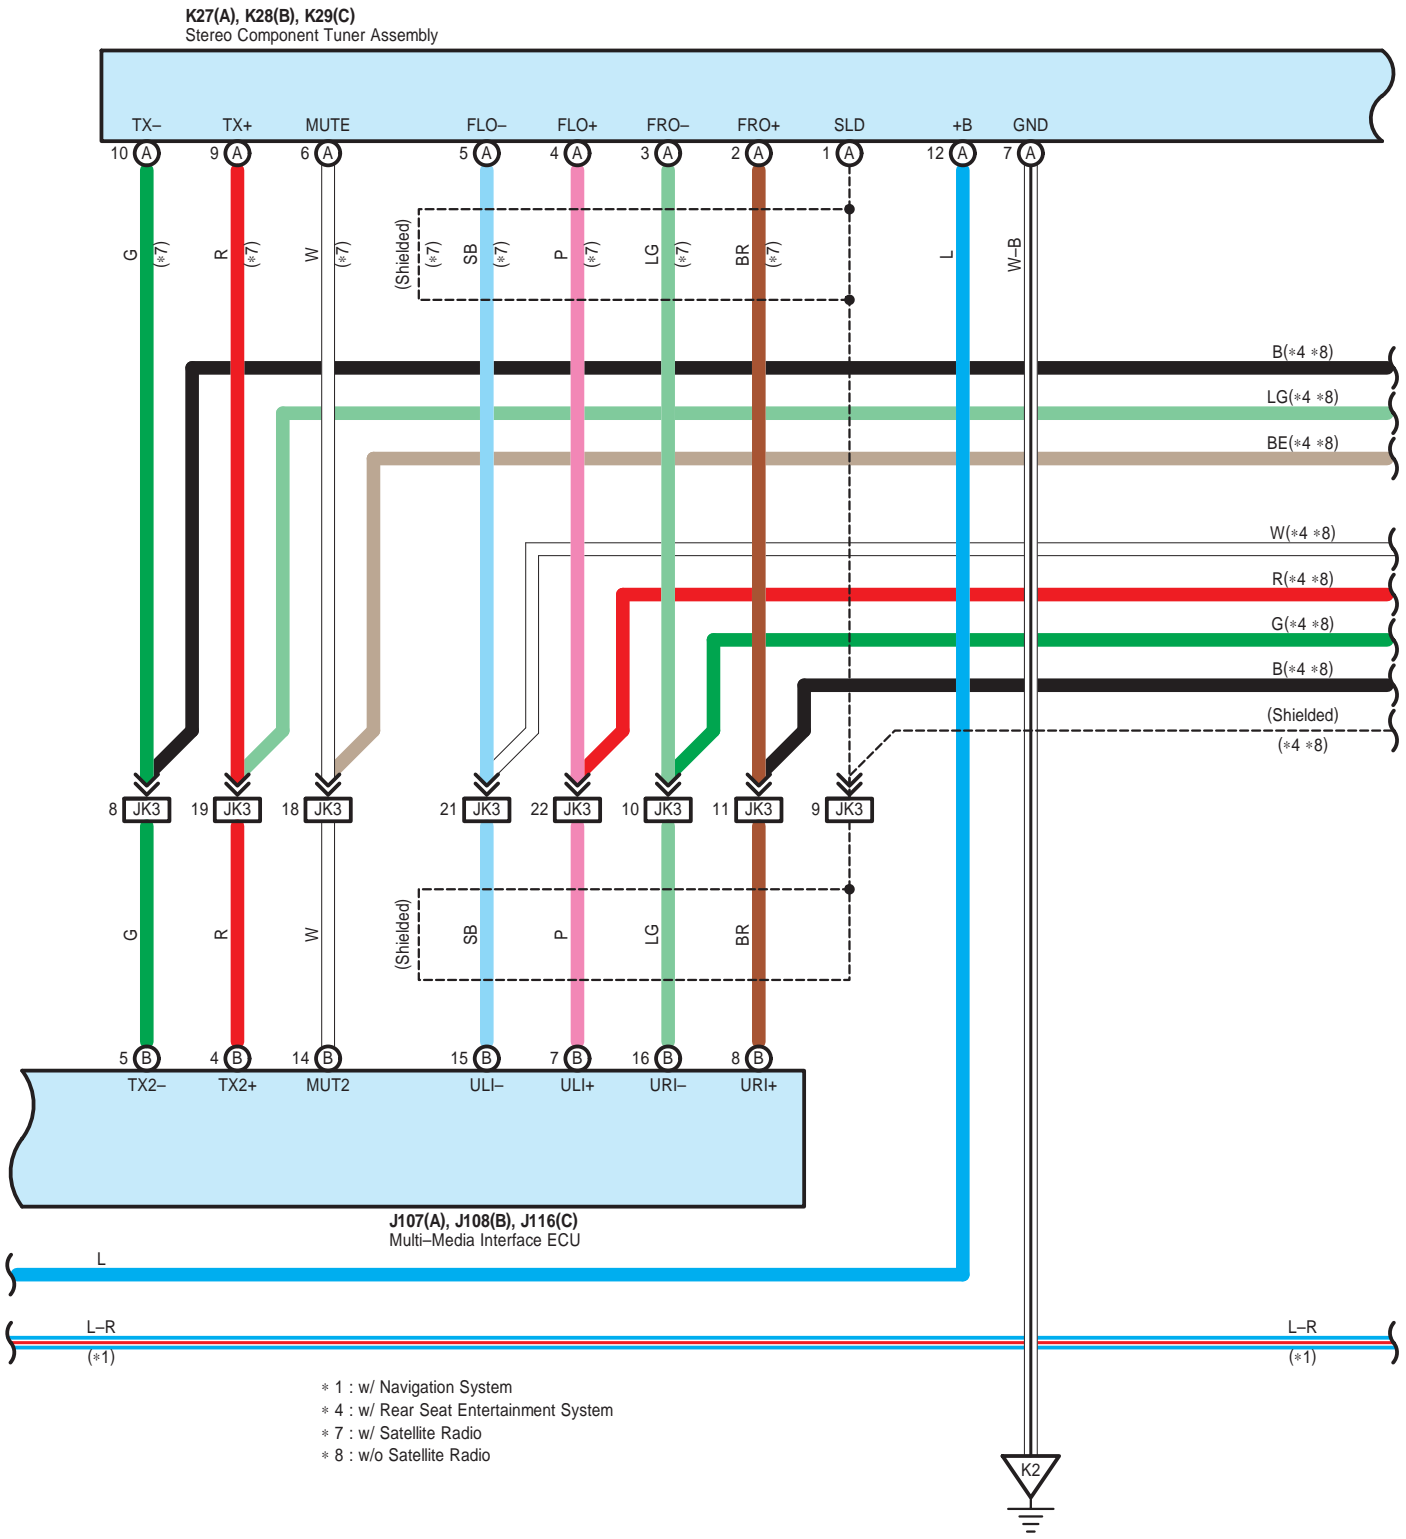 K27(A), K28(B), K29(C)
Stereo Component Tuner Assembly
TX– TX+ MUTE FLO– FLO+ FRO– FRO+ SLD +B GND
10 A 9 A 6 A 5 A 4 A 3 A 2 A 1 A 12 A 7 A
G (*7) R (*7) W (*7) (Shielded) (*7) SB (*7) P (*7) LG (*7) BR (*7) L W–B
B(*4 *8)
LG(*4 *8)
BE(*4 *8)
W(*4 *8)
R(*4 *8)
G(*4 *8)
B(*4 *8)
(Shielded)
(*4 *8)
8 JK3 19 JK3 18 JK3 21 JK3 22 JK3 10 JK3 11 JK3 9 JK3
G R W (Shielded) SB P LG BR
5 B 4 B 14 B 15 B 7 B 16 B 8 B
TX2– TX2+ MUT2 ULI– ULI+ URI– URI+
J107(A), J108(B), J116(C)
Multi–Media Interface ECU
L
L–R L–R
(*1) (*1)
* 1 : w/ Navigation System
* 4 : w/ Rear Seat Entertainment System
* 7 : w/ Satellite Radio
* 8 : w/o Satellite Radio
K2